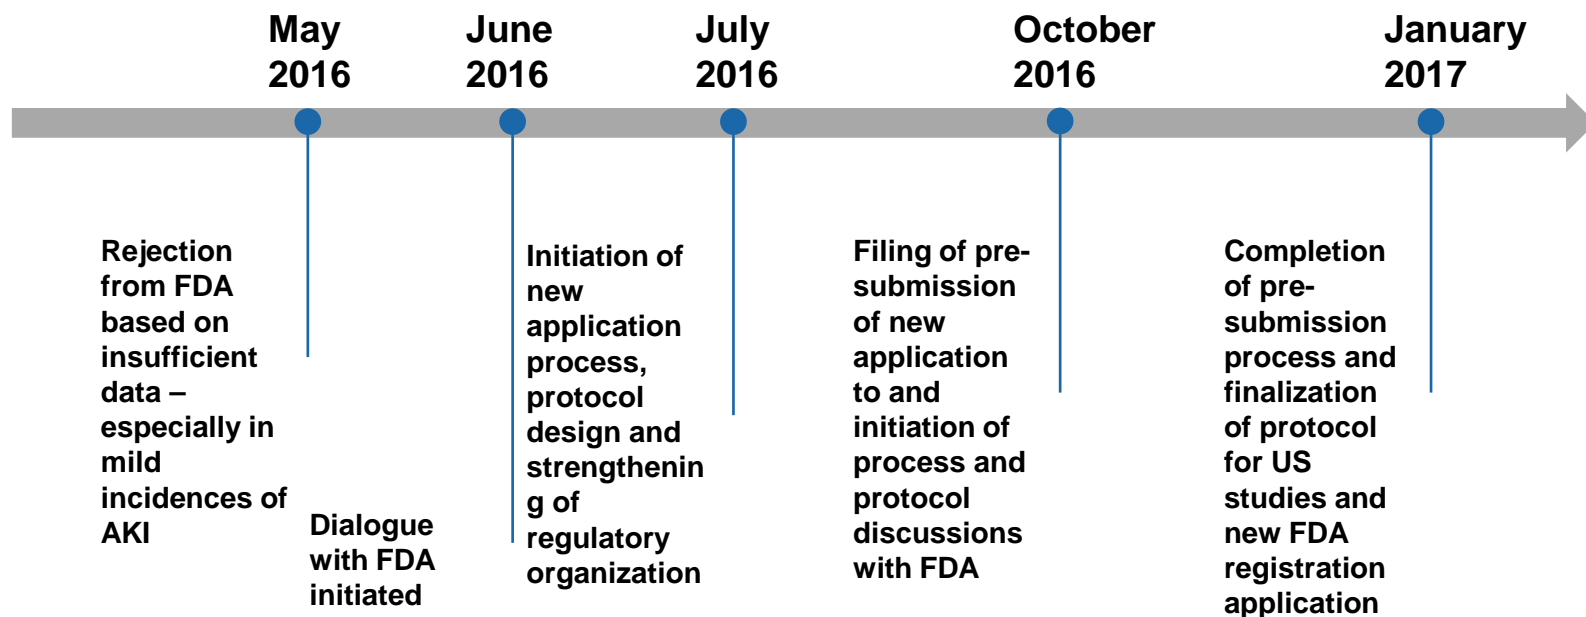 May
2016
June
2016
July
2016
October
2016
January
2017
Rejection
from FDA
based on
insufficient
data –
especially in
mild
incidences of
AKI
Dialogue
with FDA
initiated
Initiation of
new
application
process,
protocol
design and
strengthenin
g of
regulatory
organization
Filing of pre-
submission
of new
application
to and
initiation of
process and
protocol
discussions
with FDA
Completion
of pre-
submission
process and
finalization
of protocol
for US
studies and
new FDA
registration
application